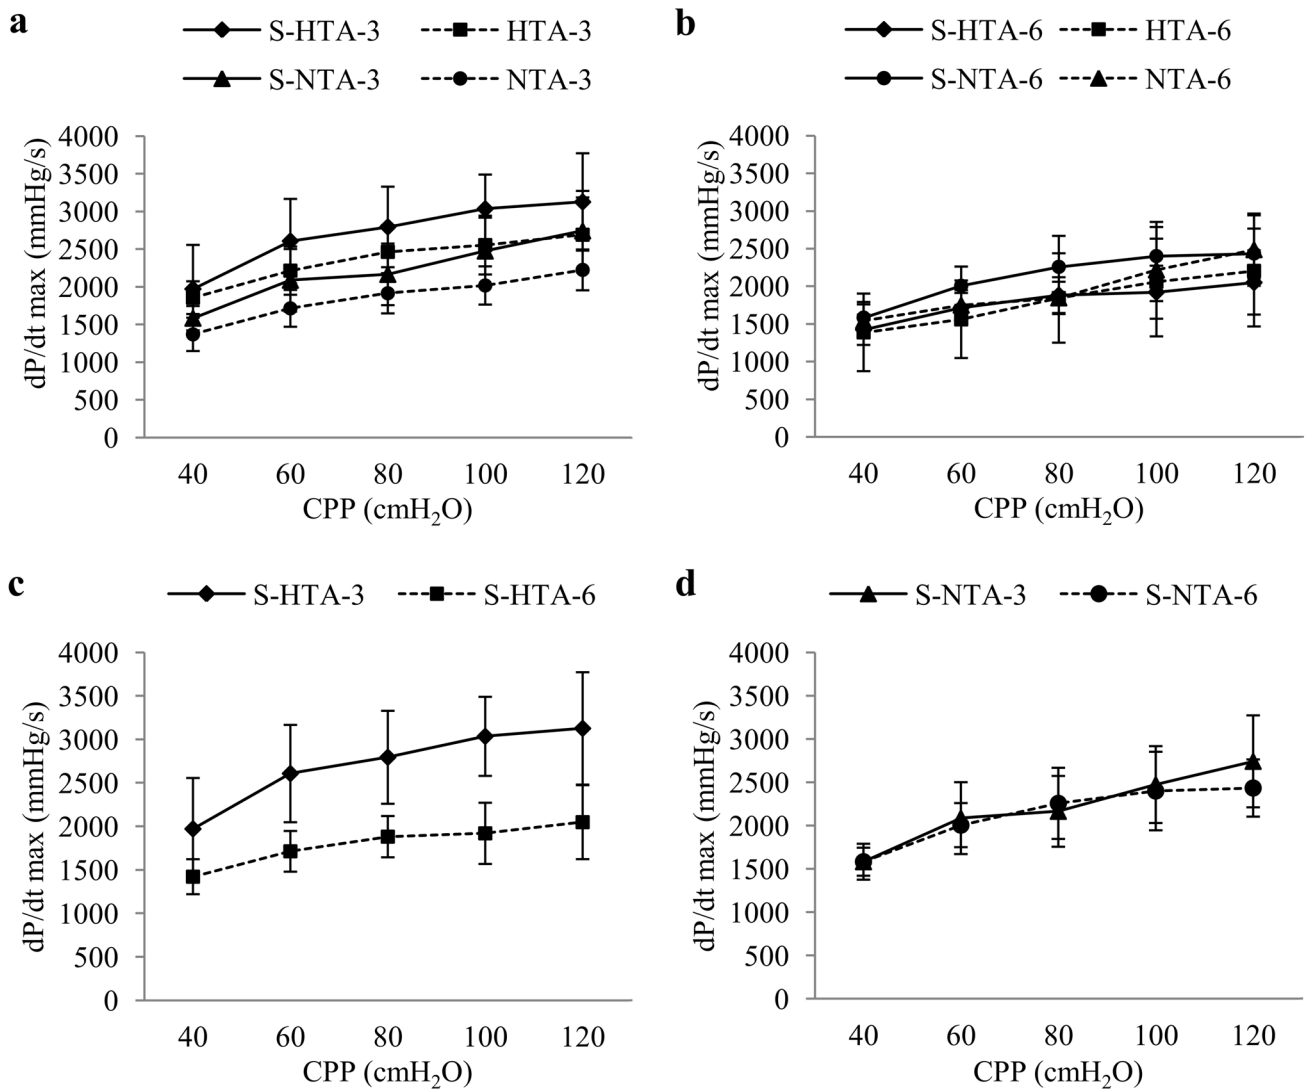 a
S-HTA-3 HTA-3
S-NTA-3 NTA-3
dP/dt max (mmHg/s)
4000
3500
3000
2500
2000
1500
1000
500
0
40 60 80 100 120
CPP (cmH2O)
b
S-HTA-6 HTA-6
S-NTA-6 NTA-6
dP/dt max (mmHg/s)
4000
3500
3000
2500
2000
1500
1000
500
0
40 60 80 100 120
CPP (cmH2O)
c
S-HTA-3 S-HTA-6
dP/dt max (mmHg/s)
4000
3500
3000
2500
2000
1500
1000
500
0
40 60 80 100 120
CPP (cmH2O)
d
S-NTA-3 S-NTA-6
dP/dt max (mmHg/s)
4000
3500
3000
2500
2000
1500
1000
500
0
40 60 80 100 120
CPP (cmH2O)